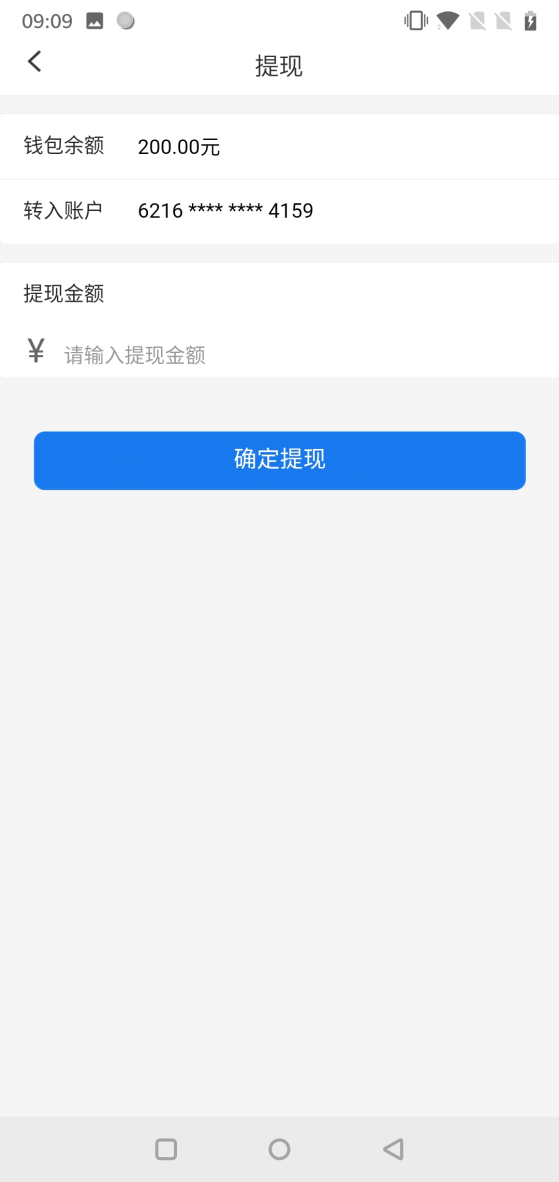 09:09
提现
钱包余额 200.00元
转入账户 6216 **** **** 4159
提现金额
¥ 请输入提现金额
确定提现